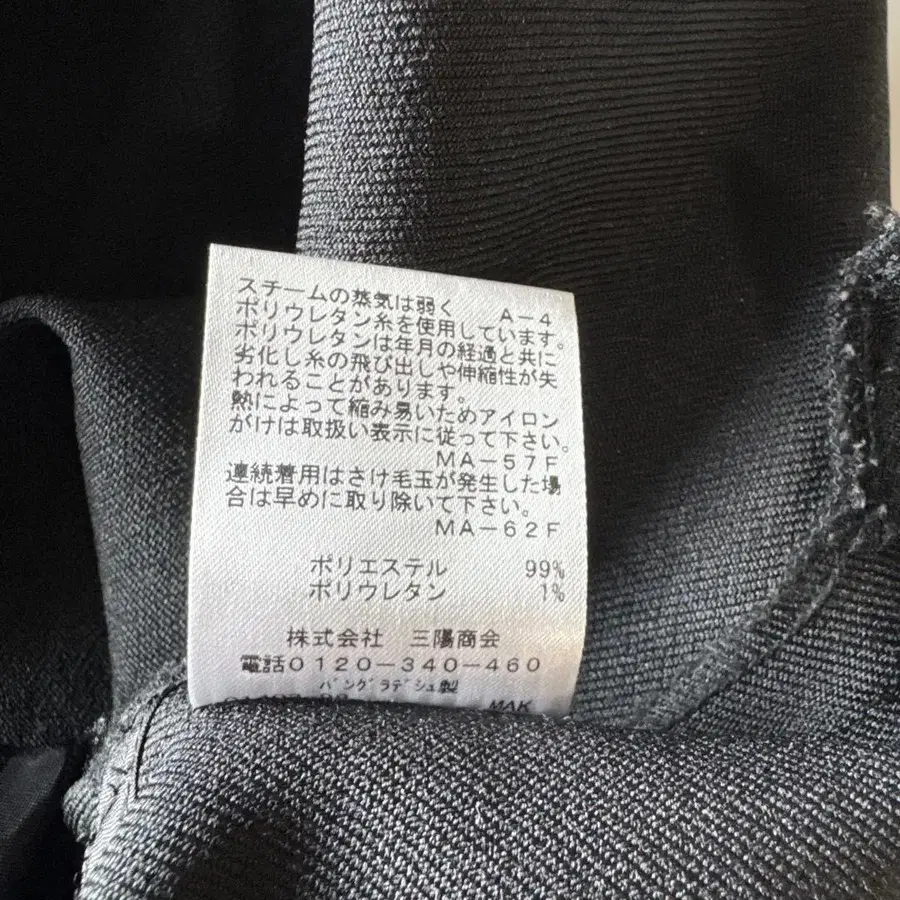 スチームの蒸気は弱く A-4
ポリウレタン糸を使用しています。
ポリウレタンは年月の経過と共に
劣化し糸の飛び出しや伸縮性が失
われることがあります。
熱によって縮み易いためアイロン
がけは取扱い表示に従って下さい。
MA-57F
連続着用はさけ毛玉が発生した場
合は早めに取り除いて下さい。
MA-62F
ポリエステル 99%
ポリウレタン 1%
株式会社 三陽商会
電話0120-340-460
バングラデシュ製
MAK